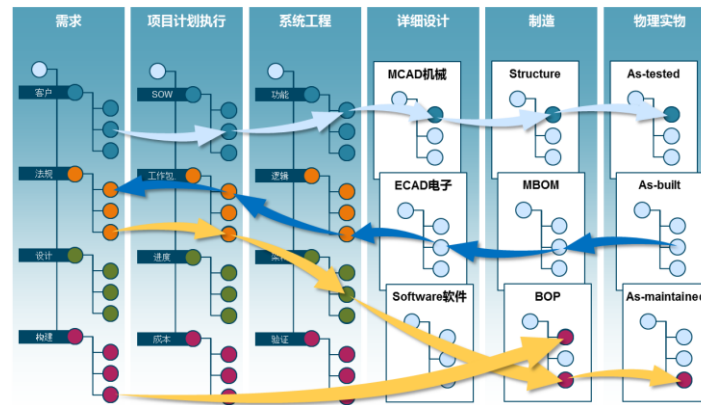 需求
项目计划执行
系统工程
详细设计
制造
物理实物
客户
SOW
功能
MCAD机械
Structure
As-tested
法规
工作包
逻辑
ECAD电子
MBOM
As-built
设计
进度
Software软件
BOP
As-maintained
构建
成本
验证